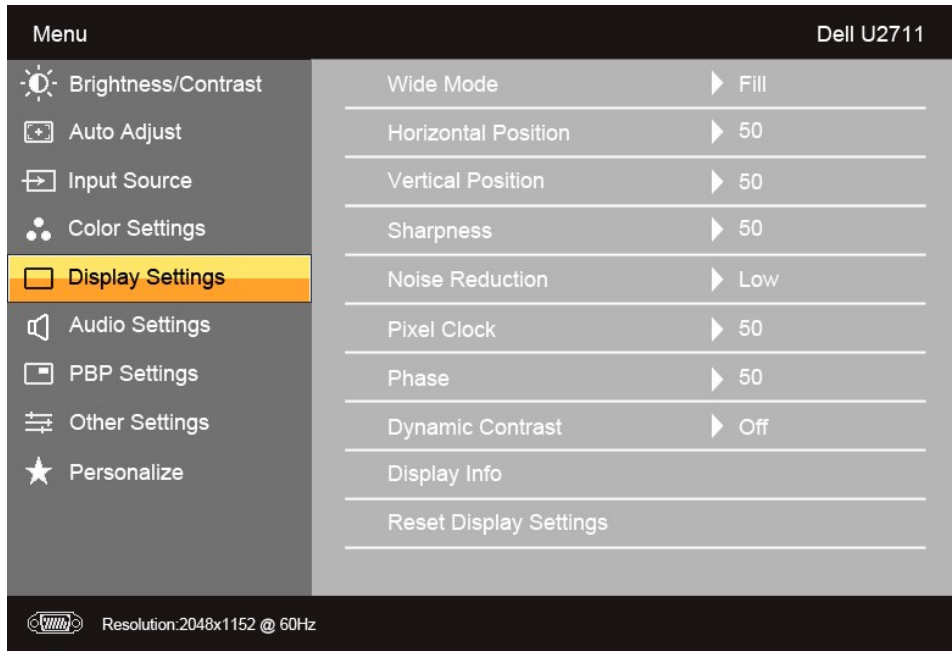 Menu Dell U2711
Brightness/Contrast
Auto Adjust
Input Source
Color Settings
Display Settings
Audio Settings
PBP Settings
Other Settings
Personalize
Wide Mode Fill
Horizontal Position 50
Vertical Position 50
Sharpness 50
Noise Reduction Low
Pixel Clock 50
Phase 50
Dynamic Contrast Off
Display Info
Reset Display Settings
Resolution:2048x1152 @ 60Hz